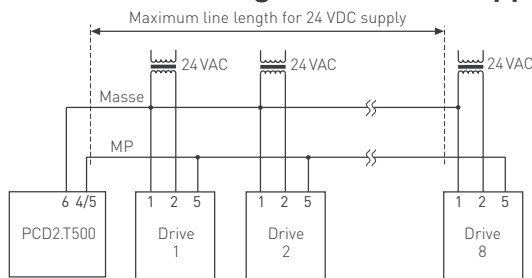 Maximum line length for 24 VDC supply
24 VAC 24 VAC 24 VAC
Masse
MP
6 4/5 1 2 5 1 2 5 1 2 5
PCD2.T500 Drive 1 Drive 2 Drive 8